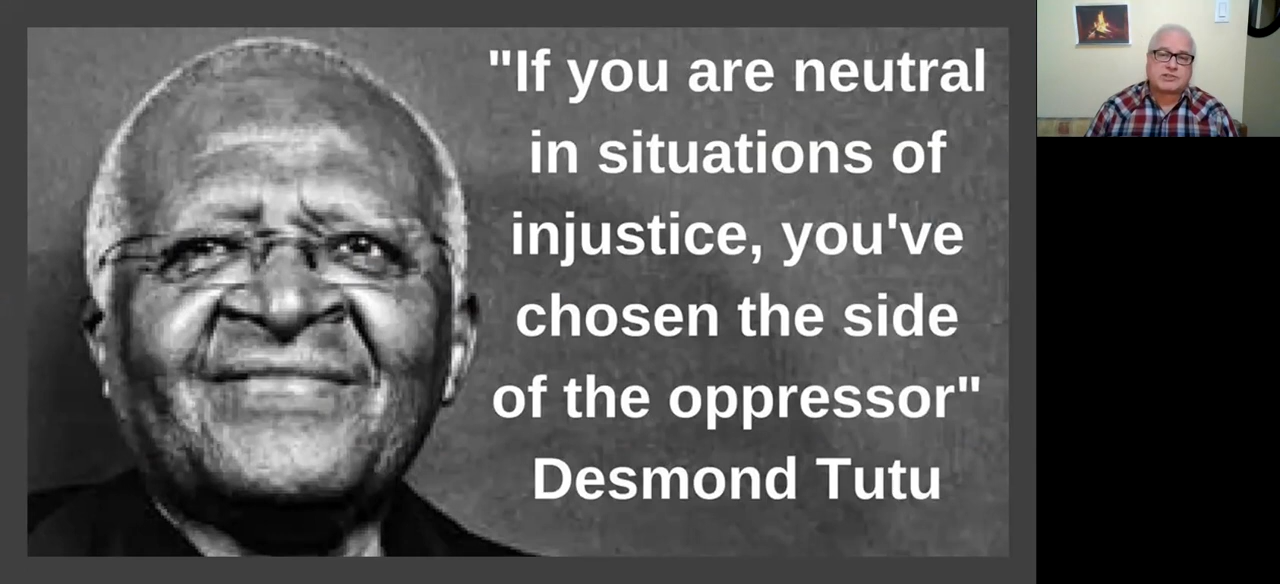 "If you are neutral
in situations of
injustice, you've
chosen the side
of the oppressor"
Desmond Tutu